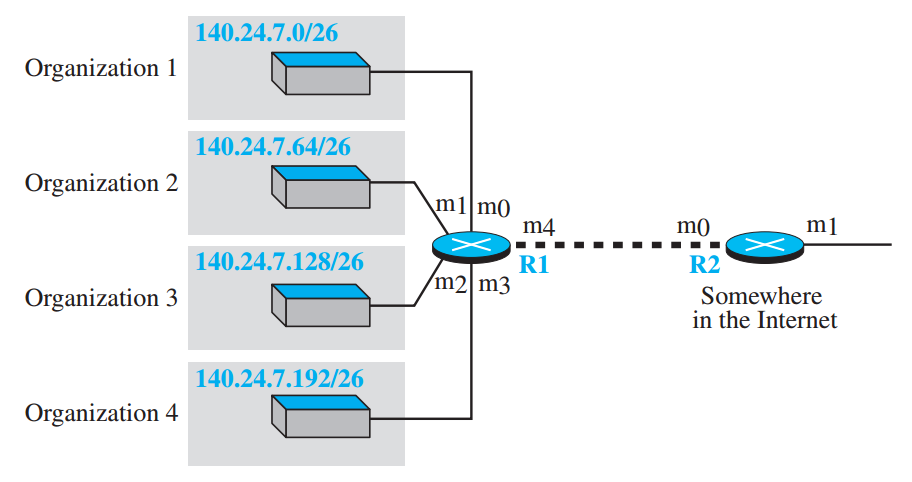 140.24.7.0/26
Organization 1
140.24.7.64/26
Organization 2
m1 m0
m4
m0
m1
140.24.7.128/26
R1
R2
Organization 3
m2 m3
Somewhere
in the Internet
140.24.7.192/26
Organization 4